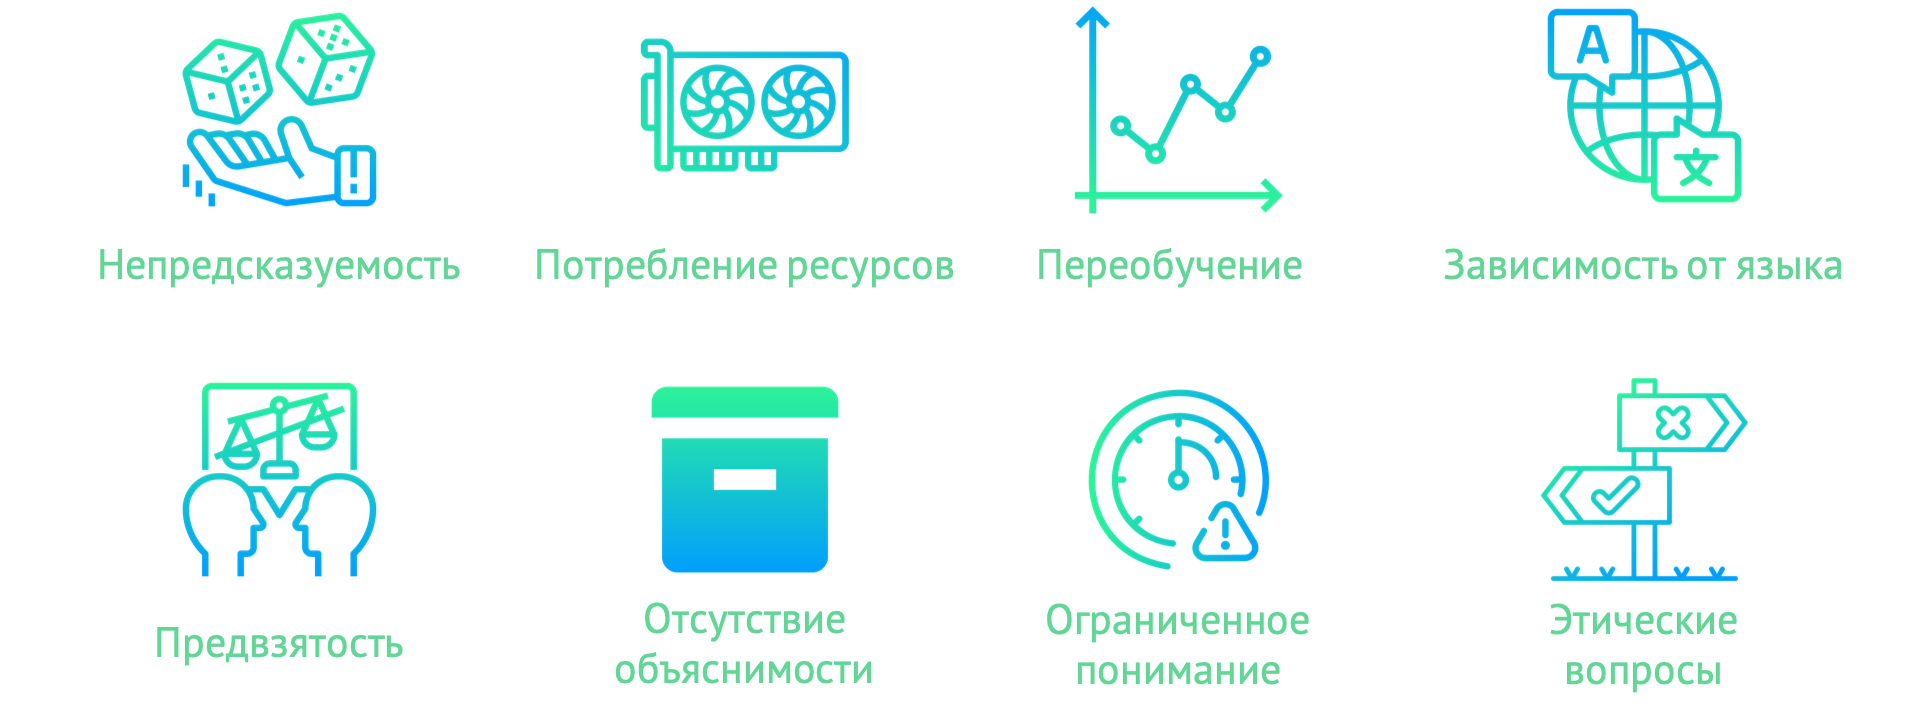 A
文
Непредсказуемость
Потребление ресурсов
Переобучение
Зависимость от языка
Предвзятость
Отсутствие
объяснимости
Ограниченное
понимание
Этические
вопросы